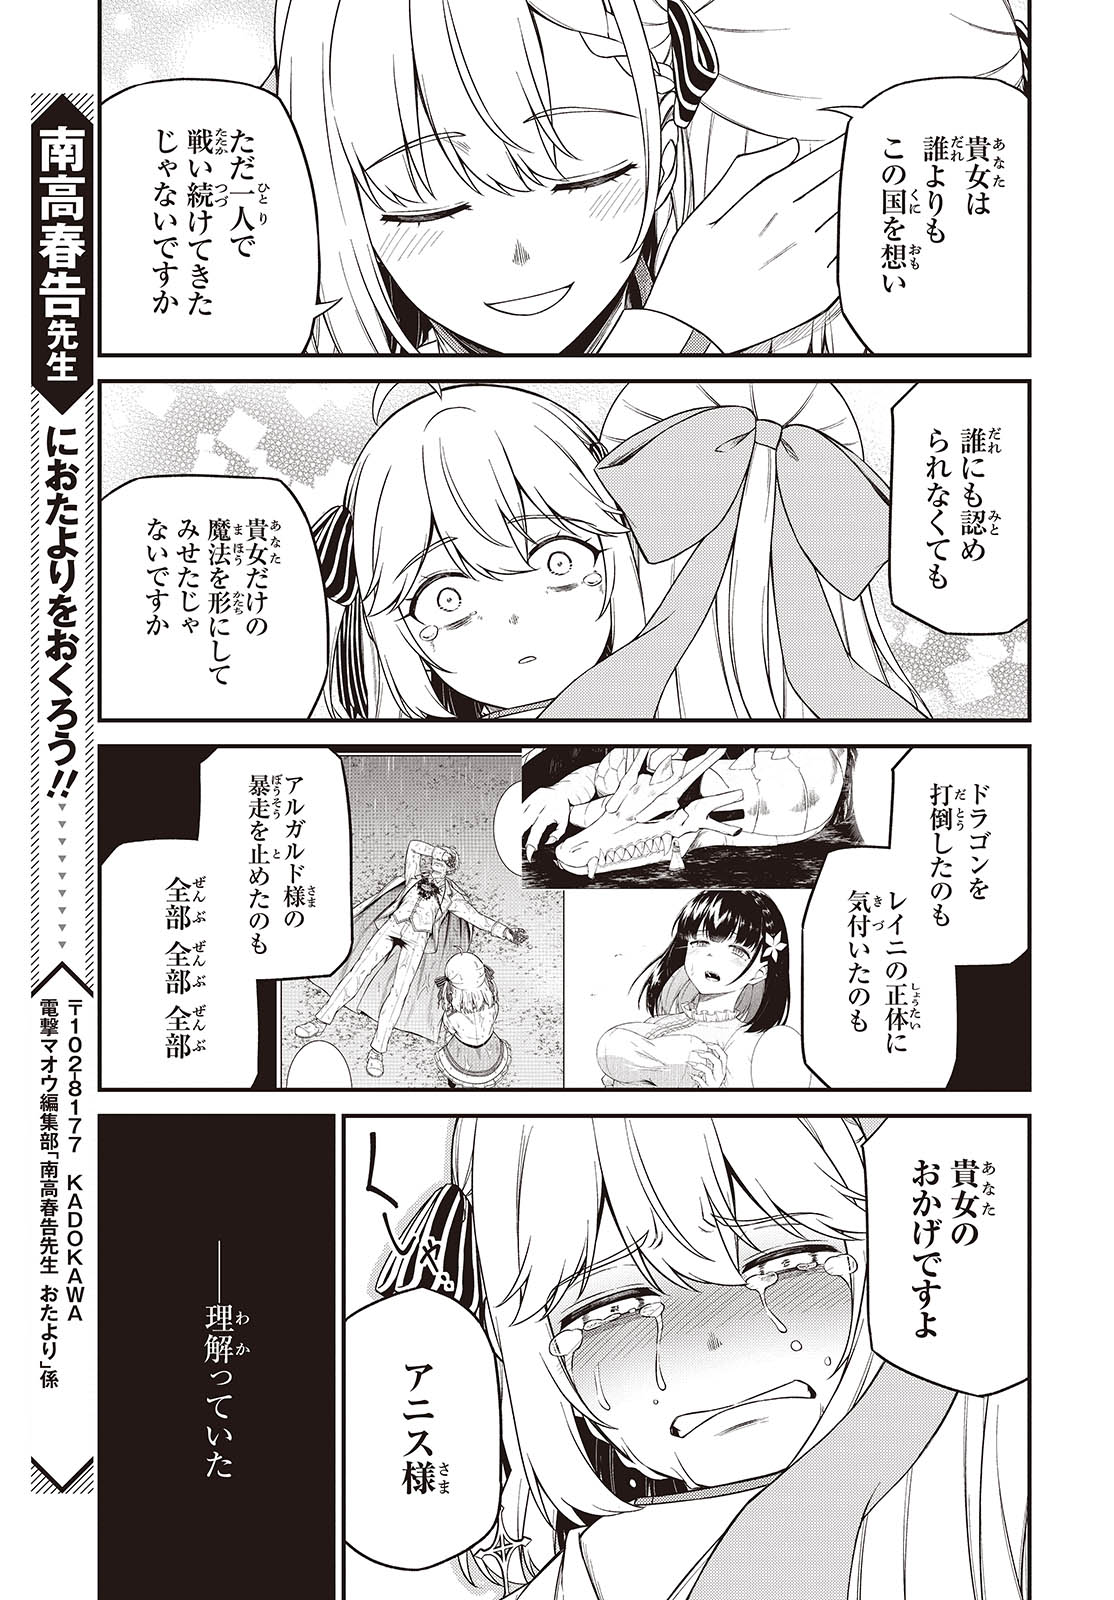 貴女は
誰よりも
この国を想い
ただ一人で
戦い続けてきた
じゃないですか
誰にも認め
られなくても
貴女だけの
魔法を形にして
みせたじゃ
ないですか
ドラゴンを
打倒したのも
レイニの正体に
気付いたのも
アルガルド様の
暴走を止めたのも
全部 全部 全部
貴女の
おかげですよ
くしゃっ
アニス様
――理解っていた
南高春告先生
におたよりをおくろう!!
〒102-8177 KADOKAWA
電撃マオウ編集部「南高春告先生 おたより」係